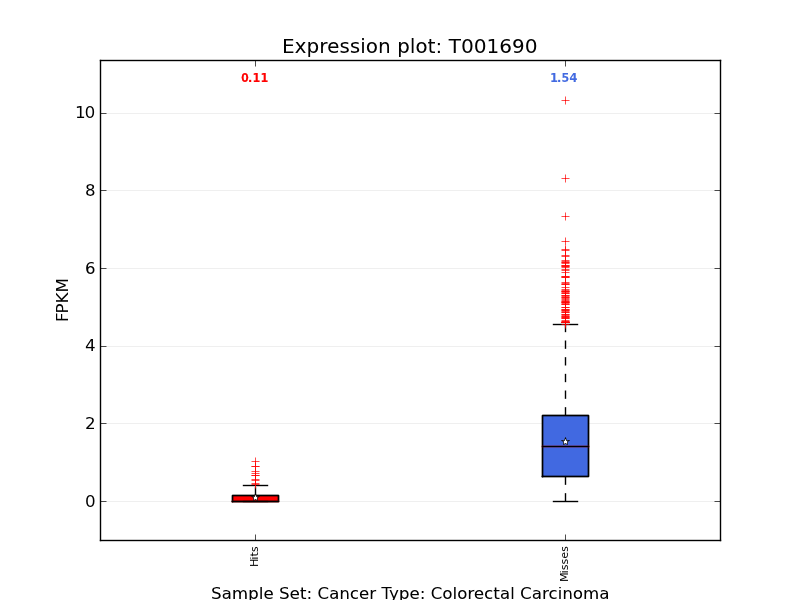 Expression plot: T001690
0.11
1.54
10
8
6
4
2
0
FPKM
Hits
Misses
Sample Set: Cancer Type: Colorectal Carcinoma